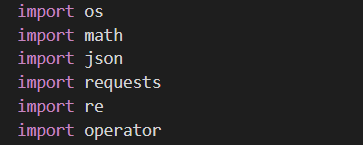 import os
import math
import json
import requests
import re
import operator